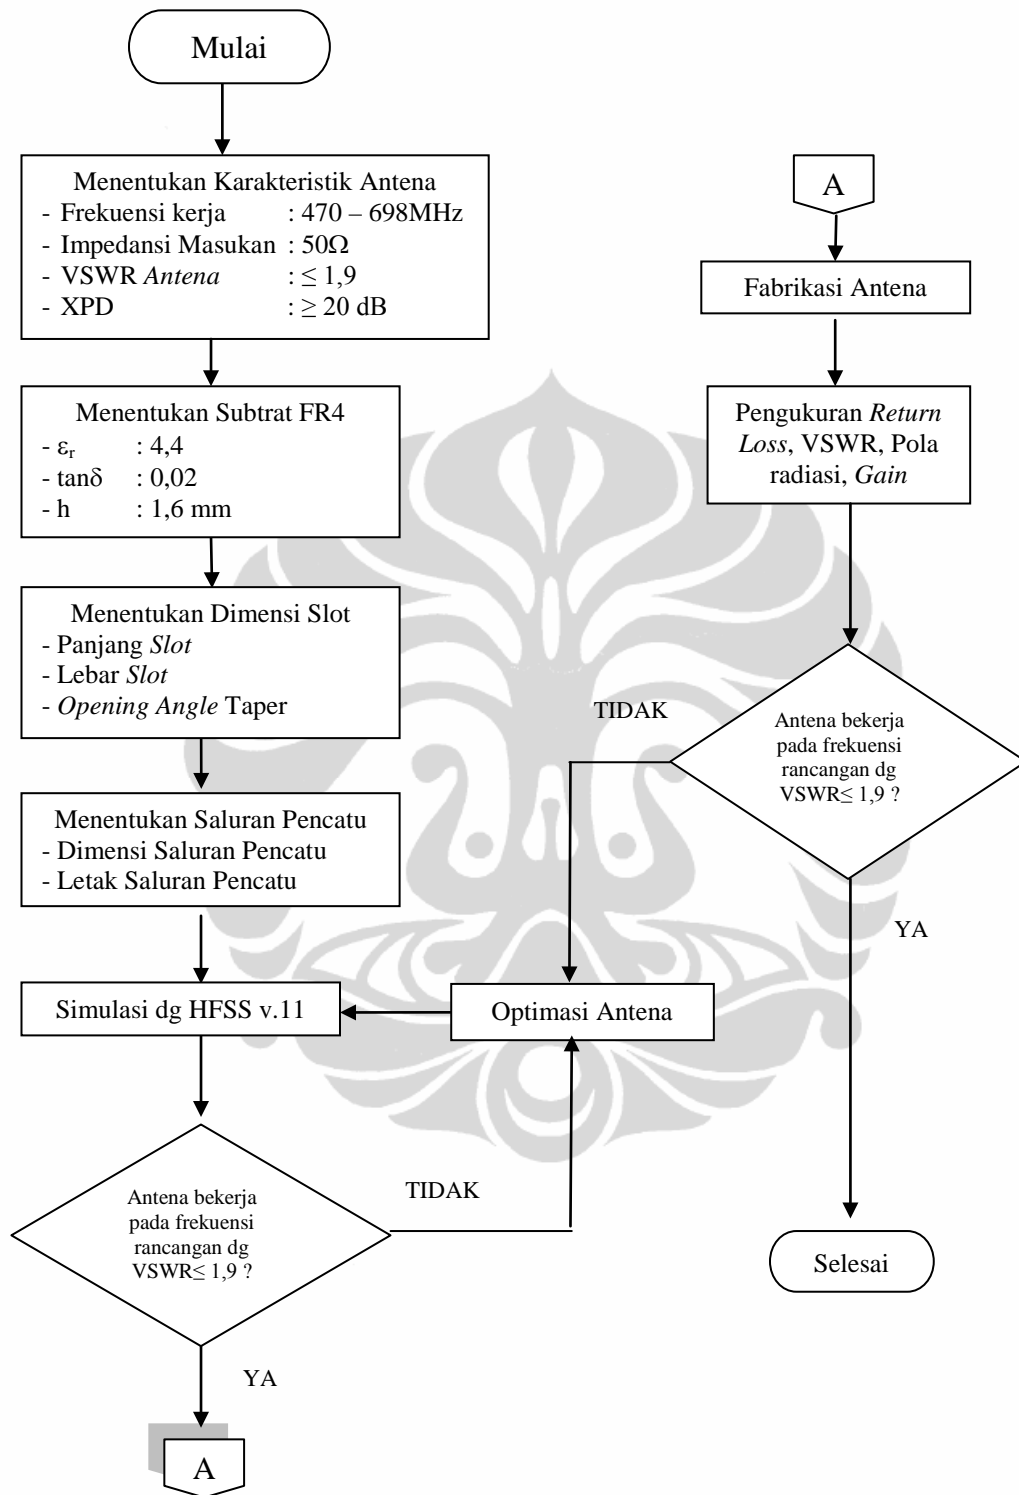 Mulai
Menentukan Karakteristik Antena
- Frekuensi kerja : 470 – 698MHz
- Impedansi Masukan : 50Ω
- VSWR Antena : ≤ 1,9
- XPD : ≥ 20 dB
Menentukan Subtrat FR4
- εr : 4,4
- tanδ : 0,02
- h : 1,6 mm
Menentukan Dimensi Slot
- Panjang Slot
- Lebar Slot
- Opening Angle Taper
Menentukan Saluran Pencatu
- Dimensi Saluran Pencatu
- Letak Saluran Pencatu
Simulasi dg HFSS v.11
Optimasi Antena
Antena bekerja
pada frekuensi
rancangan dg
VSWR≤ 1,9 ?
TIDAK
YA
A
A
Fabrikasi Antena
Pengukuran Return
Loss, VSWR, Pola
radiasi, Gain
Antena bekerja
pada frekuensi
rancangan dg
VSWR≤ 1,9 ?
TIDAK
YA
Selesai